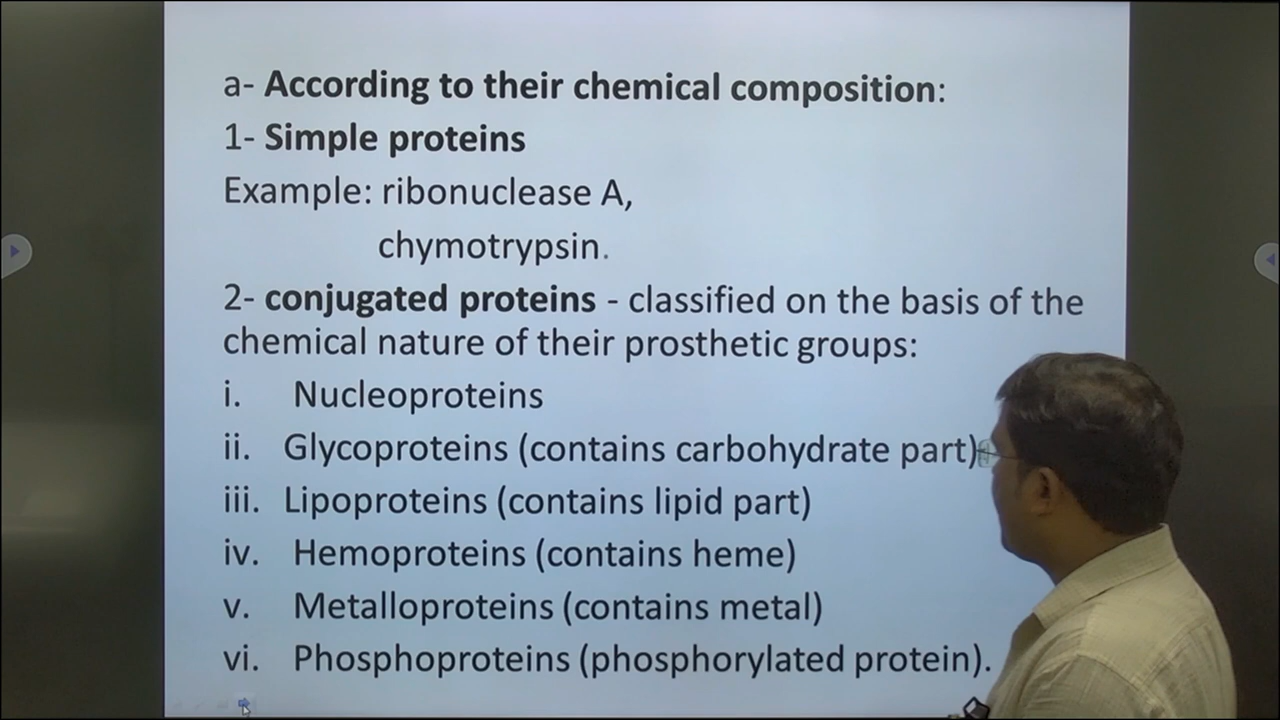 a- According to their chemical composition:
1- Simple proteins
Example: ribonuclease A,
chymotrypsin.
2- conjugated proteins - classified on the basis of the
chemical nature of their prosthetic groups:
i. Nucleoproteins
ii. Glycoproteins (contains carbohydrate part)
iii. Lipoproteins (contains lipid part)
iv. Hemoproteins (contains heme)
v. Metalloproteins (contains metal)
vi. Phosphoproteins (phosphorylated protein).